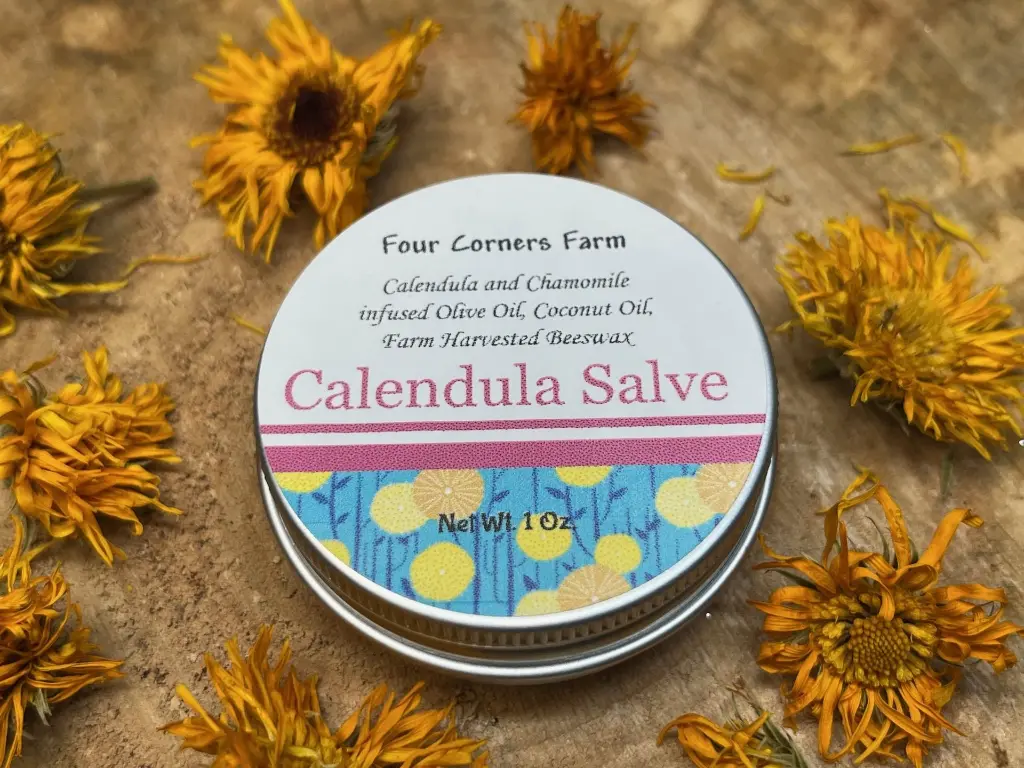 Four Corners Farm
Calendula and Chamomile
infused Olive Oil, Coconut Oil,
Farm Harvested Beeswax
Calendula Salve
Net Wt. 1 Oz.